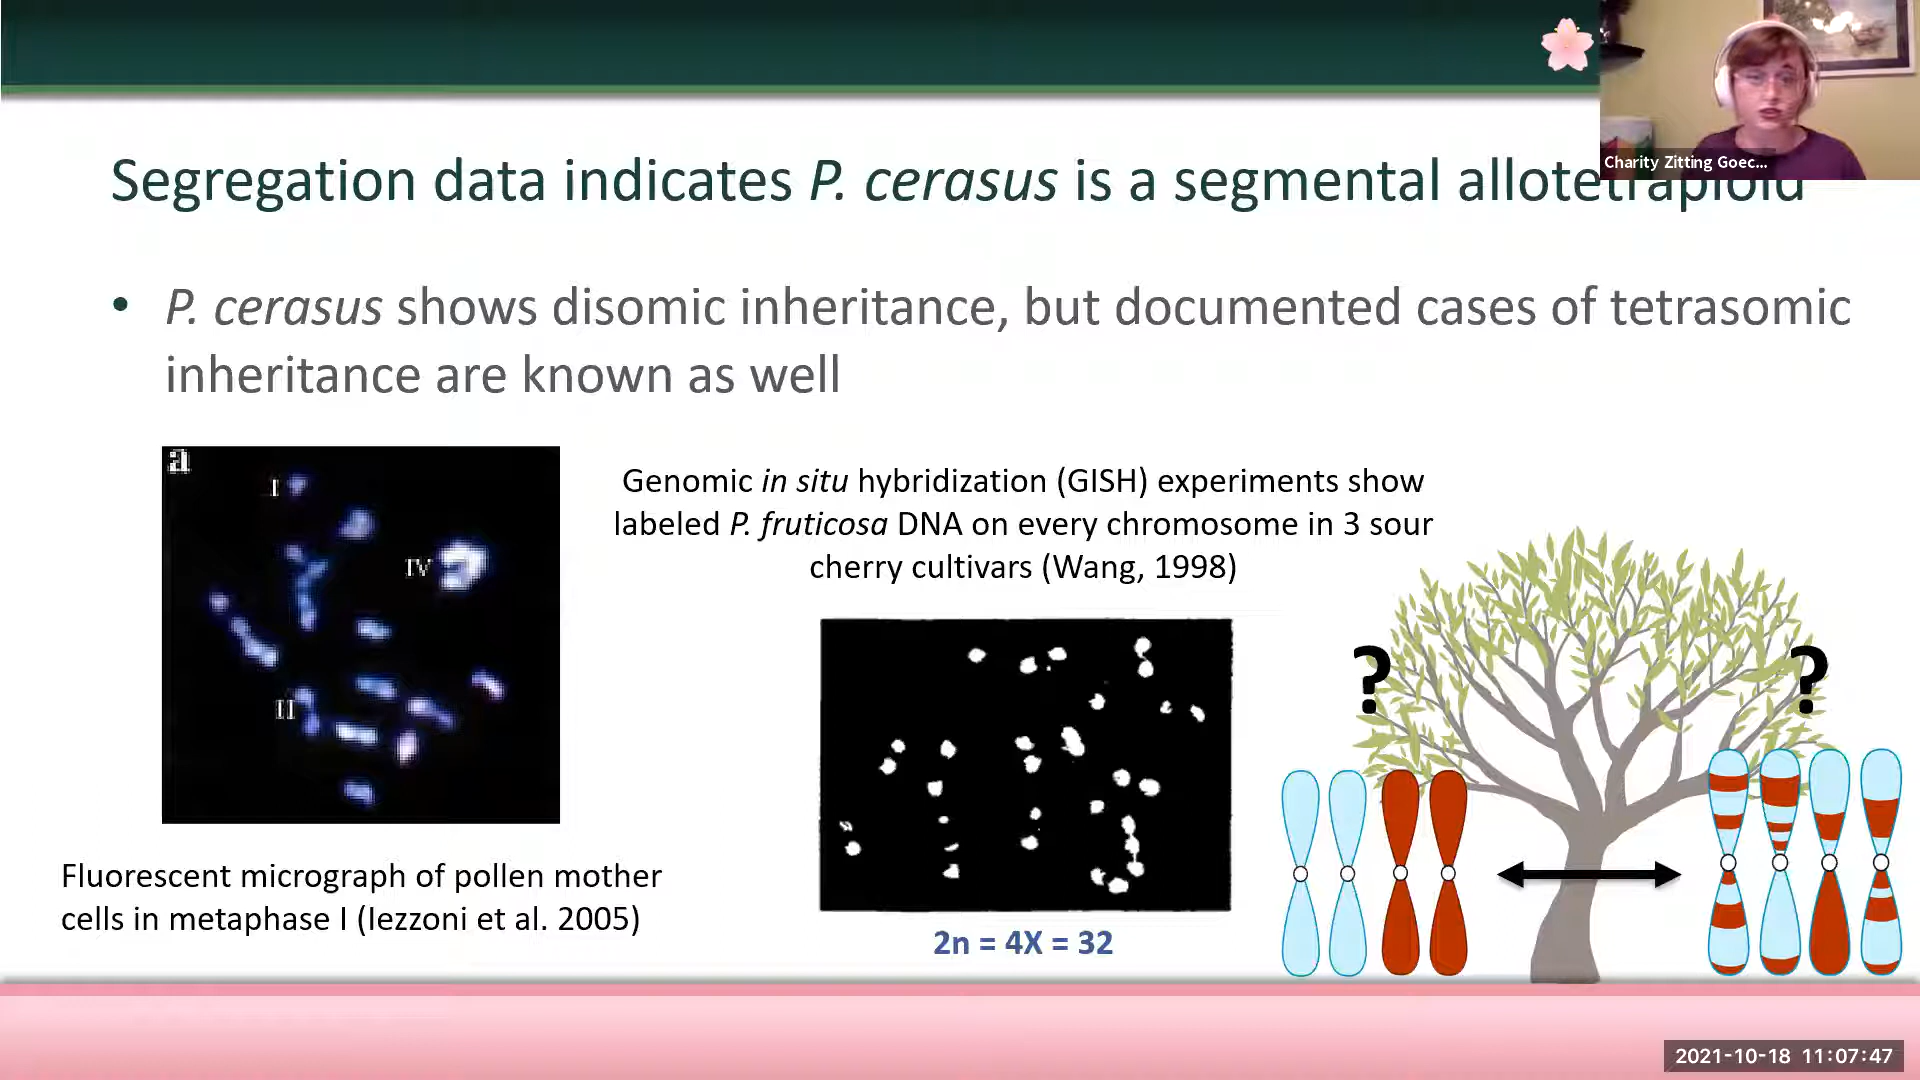 Charity Zitting Goec...
Segregation data indicates P. cerasus is a segmental allotetraploid
• P. cerasus shows disomic inheritance, but documented cases of tetrasomic
inheritance are known as well
a
I
IV
II
Genomic in situ hybridization (GISH) experiments show
labeled P. fruticosa DNA on every chromosome in 3 sour
cherry cultivars (Wang, 1998)
? ?
Fluorescent micrograph of pollen mother
cells in metaphase I (Iezzoni et al. 2005)
2n = 4X = 32
2021-10-18 11:07:47